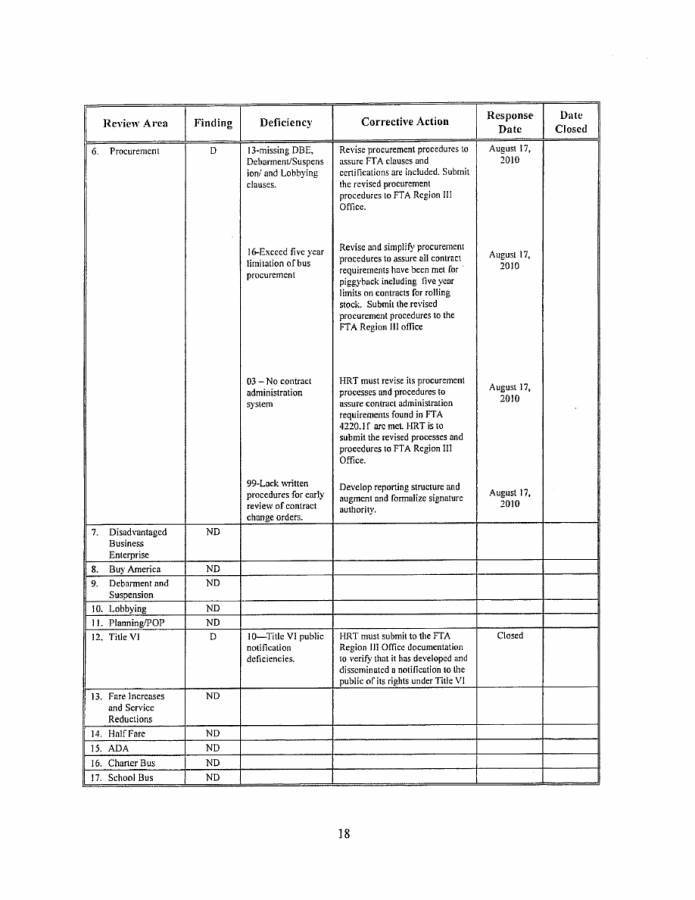 Review Area Finding Deficiency Corrective Action Response Date Date Closed
6. Procurement D 13-missing DBE, Debarment/Suspens ion/ and Lobbying clauses. Revise procurement procedures to assure FTA clauses and certifications are included. Submit the revised procurement procedures to FTA Region III Office. August 17, 2010
16-Exceed five year limitation of bus procurement Revise and simplify procurement procedures to assure all contract requirements have been met for piggyback including five year limits on contracts for rolling stock. Submit the revised procurement procedures to the FTA Region III office August 17, 2010
03 – No contract administration system HRT must revise its procurement processes and procedures to assure contract administration requirements found in FTA 4220.1f are met. HRT is to submit the revised processes and procedures to FTA Region III Office. August 17, 2010
99-Lack written procedures for early review of contract change orders. Develop reporting structure and augment and formalize signature authority. August 17, 2010
7. Disadvantaged Business Enterprise ND
8. Buy America ND
9. Debarment and Suspension ND
10. Lobbying ND
11. Planning/POP ND
12. Title VI D 10—Title VI public notification deficiencies. HRT must submit to the FTA Region III Office documentation to verify that it has developed and disseminated a notification to the public of its rights under Title VI Closed
13. Fare Increases and Service Reductions ND
14. Half Fare ND
15. ADA ND
16. Charter Bus ND
17. School Bus ND
18